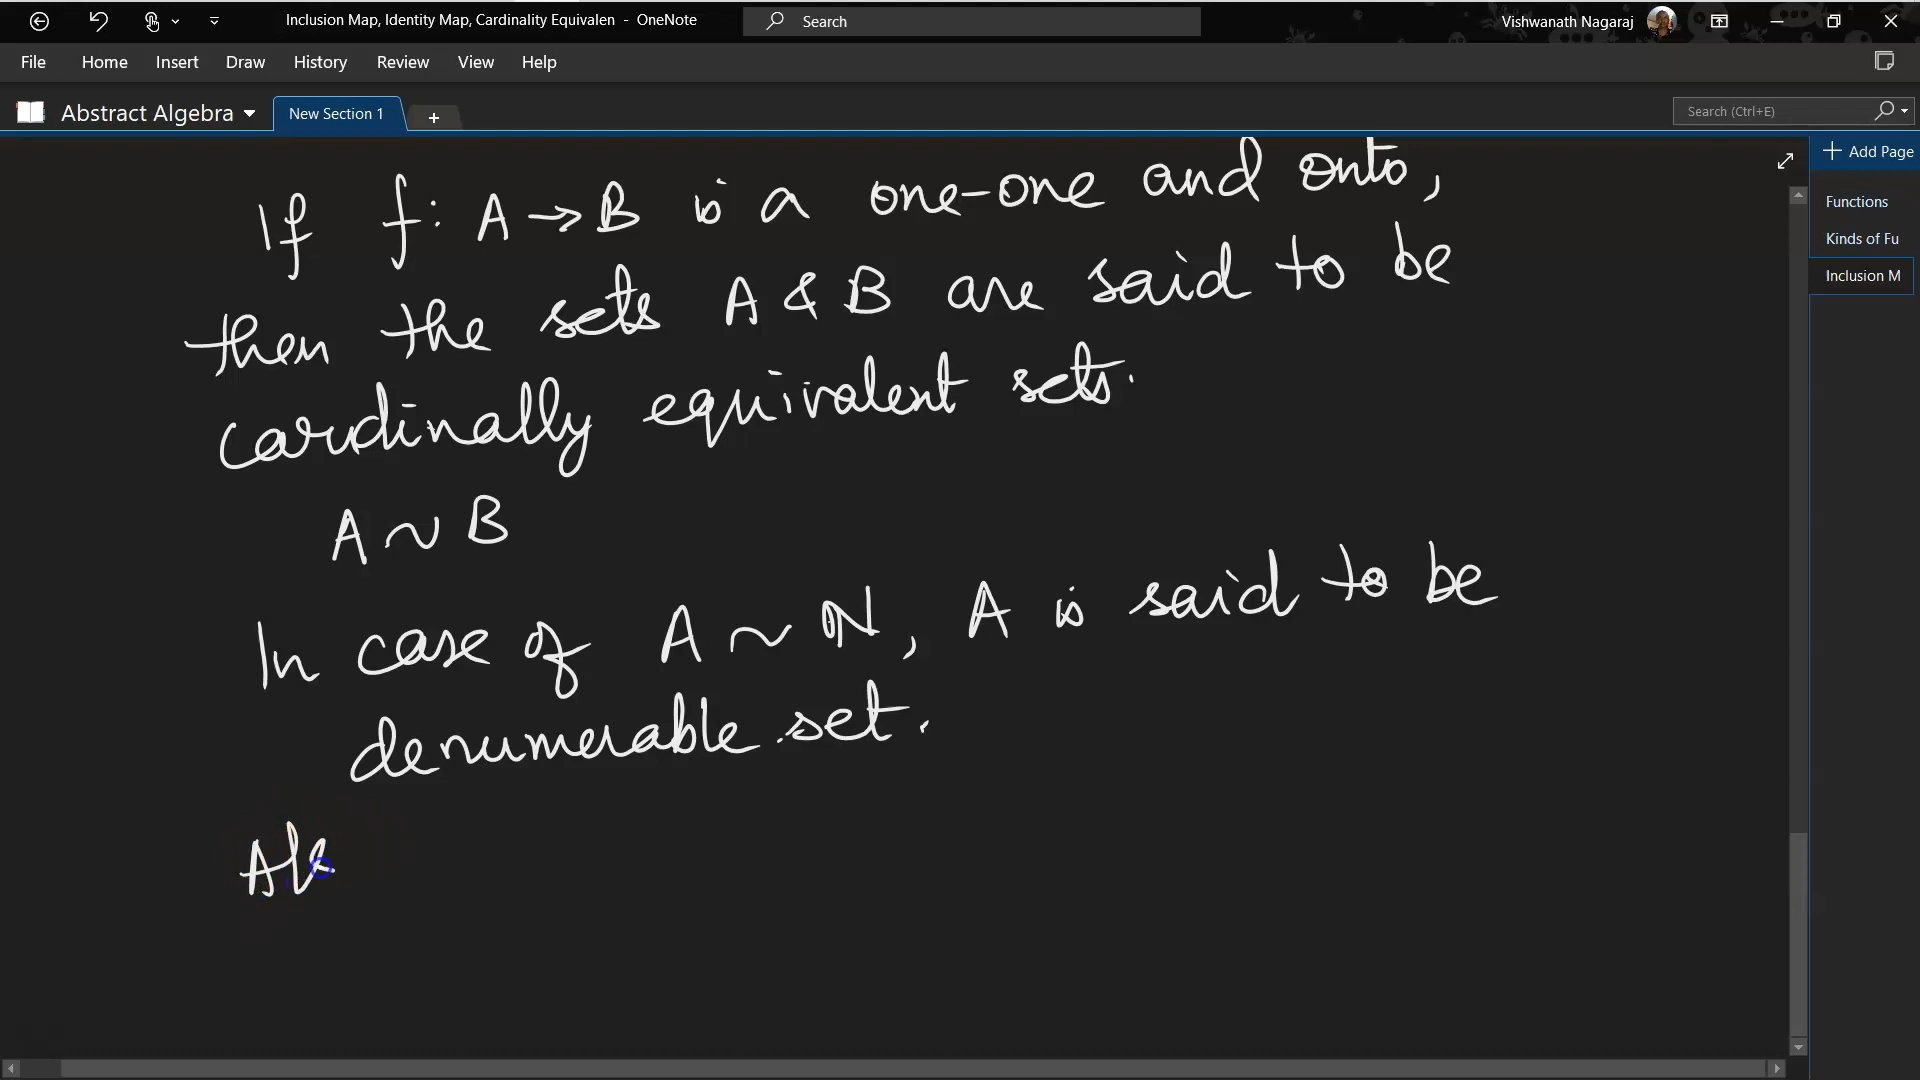 Inclusion Map, Identity Map, Cardinality Equivalen - OneNote
Search
Vishwanath Nagaraj
File Home Insert Draw History Review View Help
Abstract Algebra
New Section 1
+
Search (Ctrl+E)
Add Page
Functions
Kinds of Fu
Inclusion M
If f: A → B is a one-one and onto,
then the sets A & B are said to be
cardinally equivalent sets.
A ~ B
In case of A ~ N, A is said to be
denumerable set.